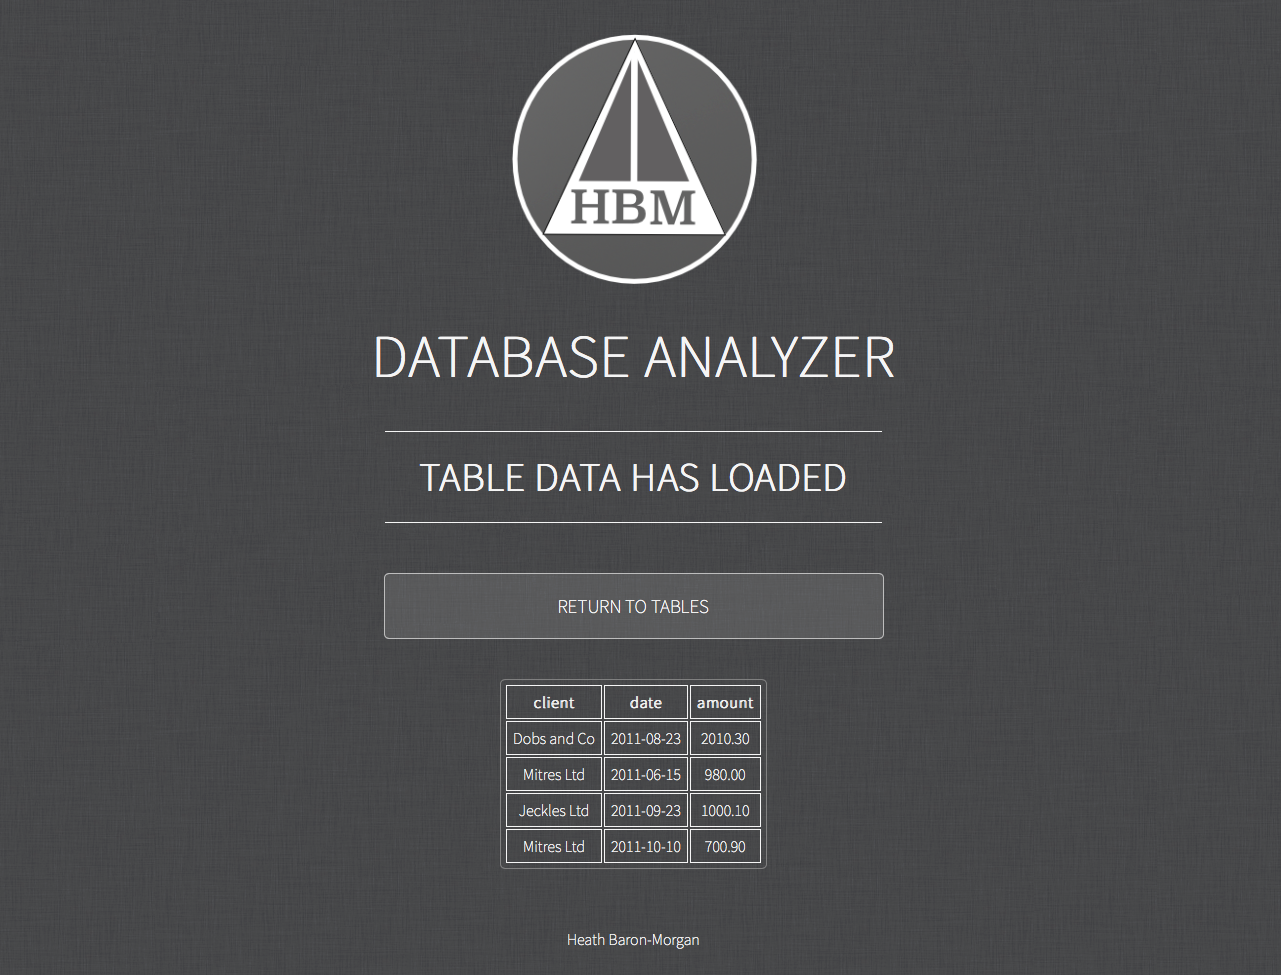 HBM
DATABASE ANALYZER
TABLE DATA HAS LOADED
RETURN TO TABLES
client date amount
Dobs and Co 2011-08-23 2010.30
Mitres Ltd 2011-06-15 980.00
Jeckles Ltd 2011-09-23 1000.10
Mitres Ltd 2011-10-10 700.90
Heath Baron-Morgan